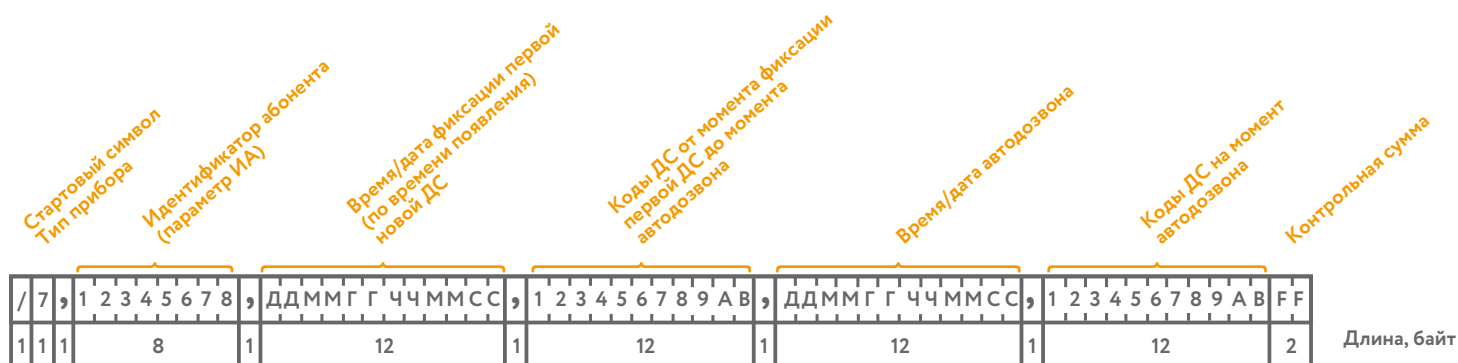 Стартовый символ
Тип прибора
Идентификатор абонента
(параметр ИА)
Время/дата фиксации первой
(по времени появления)
новой ДС
Коды ДС от момента фиксации
первой ДС до момента
автодозвона
Время/дата автодозвона
Коды ДС на момент
автодозвона
Контрольная сумма
/ 7 , 1 2 3 4 5 6 7 8 , Д Д М М Г Г Ч Ч М М С С , 1 2 3 4 5 6 7 8 9 A B , Д Д М М Г Г Ч Ч М М С С , 1 2 3 4 5 6 7 8 9 A B F F
1 1 1 8 1 12 1 12 1 12 1 12 2 Длина, байт